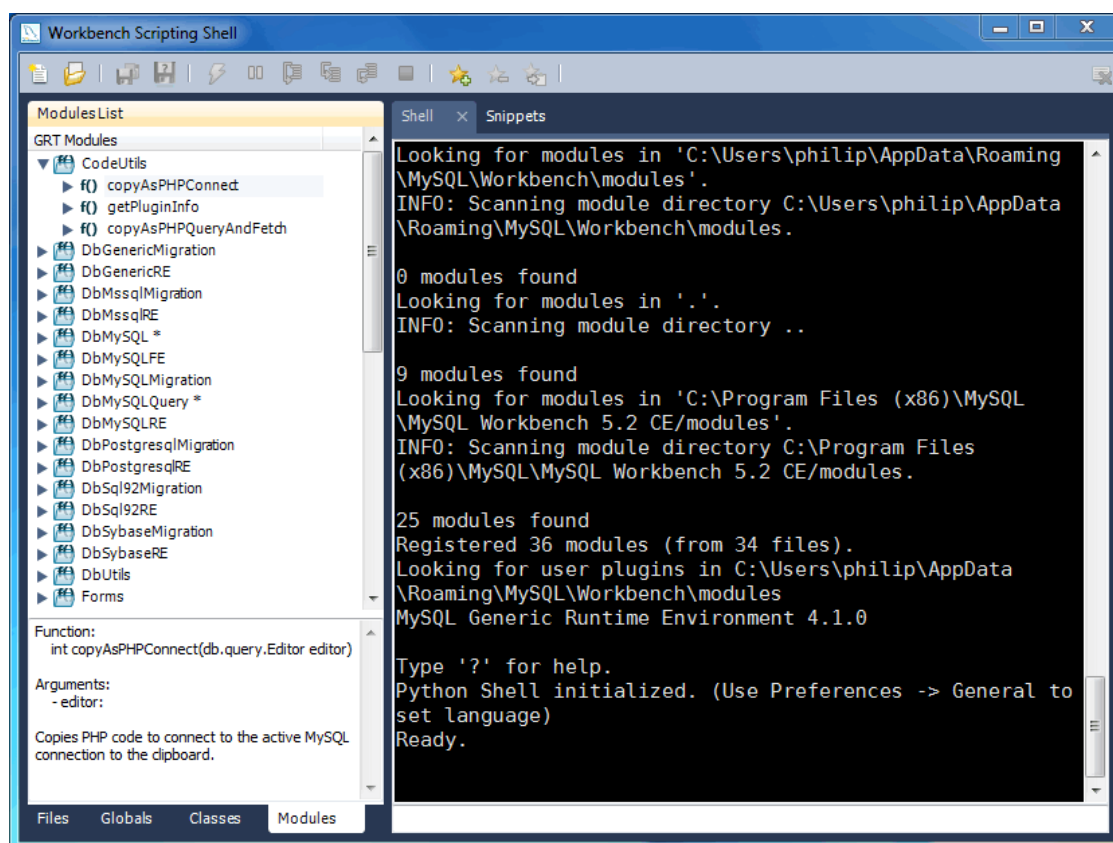 Workbench Scripting Shell
Modules List
GRT Modules
CodeUtils
f() copyAsPHPConnect
f() getPluginInfo
f() copyAsPHPQueryAndFetch
DbGenericMigration
DbGenericRE
DbMssqlMigration
DbMssqlRE
DbMySQL *
DbMySQLFE
DbMySQLMigration
DbMySQLQuery *
DbMySQLRE
DbPostgresqlMigration
DbPostgresqlRE
DbSql92Migration
DbSql92RE
DbSybaseMigration
DbSybaseRE
DbUtils
Forms
Function:
int copyAsPHPConnect(db.query.Editor editor)
Arguments:
- editor:
Copies PHP code to connect to the active MySQL
connection to the clipboard.
Files Globals Classes Modules
Shell Snippets
Looking for modules in 'C:\Users\philip\AppData\Roaming
\MySQL\Workbench\modules'.
INFO: Scanning module directory C:\Users\philip\AppData
\Roaming\MySQL\Workbench\modules.
0 modules found
Looking for modules in '.'.
INFO: Scanning module directory ..
9 modules found
Looking for modules in 'C:\Program Files (x86)\MySQL
\MySQL Workbench 5.2 CE/modules'.
INFO: Scanning module directory C:\Program Files
(x86)\MySQL\MySQL Workbench 5.2 CE/modules.
25 modules found
Registered 36 modules (from 34 files).
Looking for user plugins in C:\Users\philip\AppData
\Roaming\MySQL\Workbench\modules
MySQL Generic Runtime Environment 4.1.0
Type '?' for help.
Python Shell initialized. (Use Preferences -> General to
set language)
Ready.